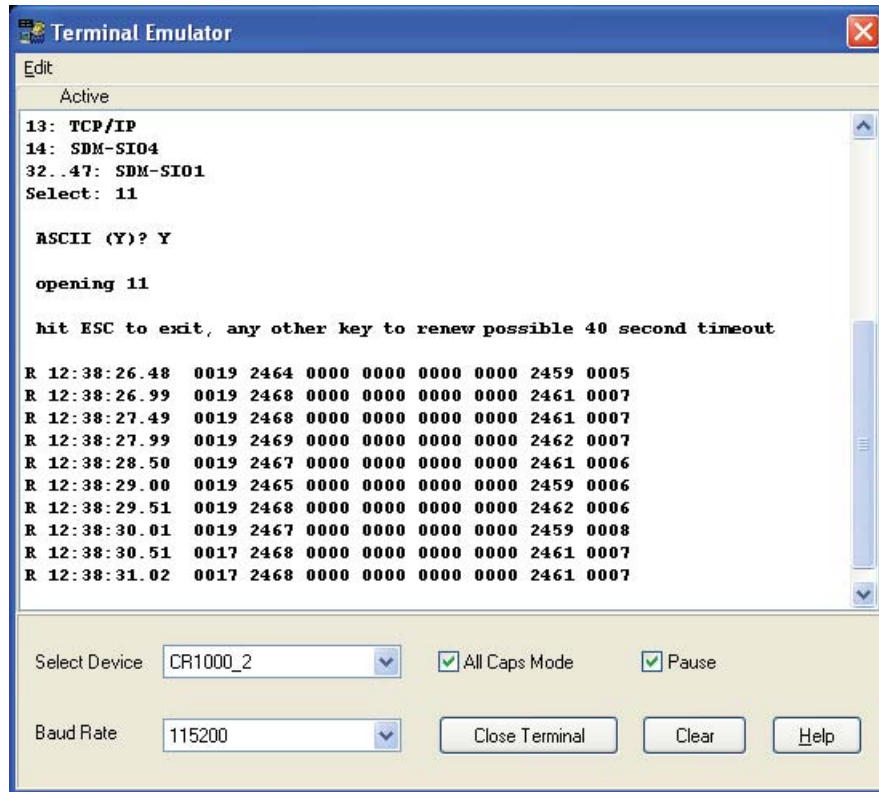 Terminal Emulator
Edit
Active
13: TCP/IP
14: SDM-SIO4
32..47: SDM-SIO1
Select: 11
ASCII (Y)? Y
opening 11
hit ESC to exit, any other key to renew possible 40 second timeout
R 12:38:26.48  0019 2464 0000 0000 0000 0000 2459 0005
R 12:38:26.99  0019 2468 0000 0000 0000 0000 2461 0007
R 12:38:27.49  0019 2468 0000 0000 0000 0000 2461 0007
R 12:38:27.99  0019 2469 0000 0000 0000 0000 2462 0007
R 12:38:28.50  0019 2467 0000 0000 0000 0000 2461 0006
R 12:38:29.00  0019 2465 0000 0000 0000 0000 2459 0006
R 12:38:29.51  0019 2468 0000 0000 0000 0000 2462 0006
R 12:38:30.01  0019 2467 0000 0000 0000 0000 2459 0008
R 12:38:30.51  0017 2468 0000 0000 0000 0000 2461 0007
R 12:38:31.02  0017 2468 0000 0000 0000 0000 2461 0007
Select Device CR1000_2 All Caps Mode Pause
Baud Rate 115200 Close Terminal Clear Help